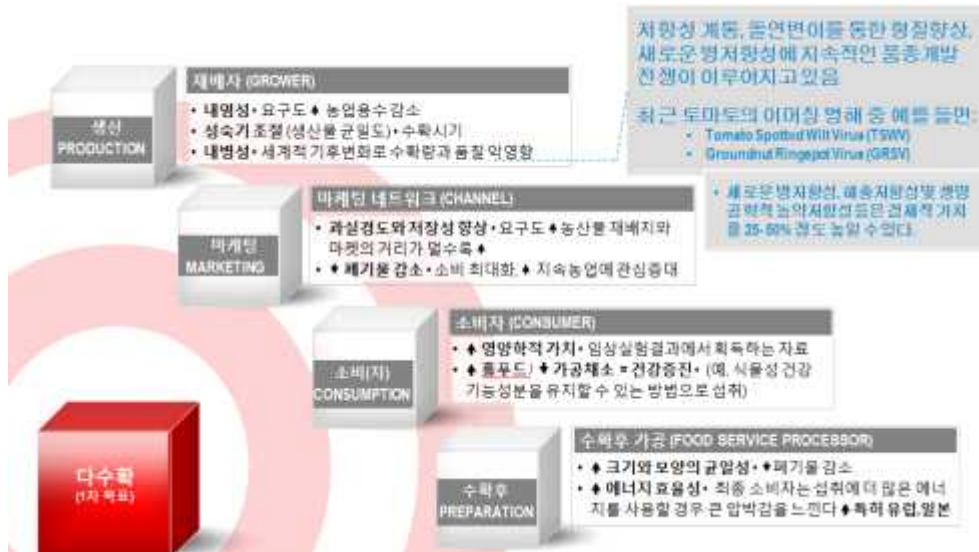 저항성 계통, 돌연변이를 통한 형질향상,
새로운 병저항성에 지속적인 품종개발
전쟁이 이루어지고 있음
최근 토마토의 이머징 병해 중 예를 들면
• Tomato Spotted Wilt Virus (TSWV)
• Groundnut Ringspot Virus (GRSV)
• 새로운 병저항성, 해충저항성 및 생명
공학적 농약저항성 등은 경제적 가치
를 25-50% 정도 높일 수 있다.
생산
PRODUCTION
재배자 (GROWER)
• 내염성 • 요구도 ♦ 농업용수 감소
• 성숙기 조절 (생산물 균일도) • 수확시기
• 내병성 • 세계적 기후변화로 수확량과 품질 악영향
마케팅
MARKETING
마케팅 네트워크 (CHANNEL)
• 과실경도와 저장성 향상 • 요구도 ♦ 농산물 재배지와
마켓의 거리가 멀수록 ♦
• ♦ 폐기물 감소 • 소비 최대화 ♦ 지속농업에 관심증대
소비(자)
CONSUMPTION
소비자 (CONSUMER)
• ♦ 영양학적 가치 • 임상실험결과에서 획득하는 자료
• ♦ 홀푸드/ ♦ 가공채소 = 건강증진 • (예, 식물성 건강
기능성분을 유지할 수 있는 방법으로 섭취)
수확후
PREPARATION
수확후 가공 (FOOD SERVICE PROCESSOR)
• ♦ 크기와 모양의 균일성 • ♦ 폐기물 감소
• ♦ 에너지 효율성 • 최종 소비자는 섭취에 더 많은 에너
지를 사용할 경우 큰 압박감을 느낀다 ♦ 특히 유럽,일본
다수확
(1차 목표)